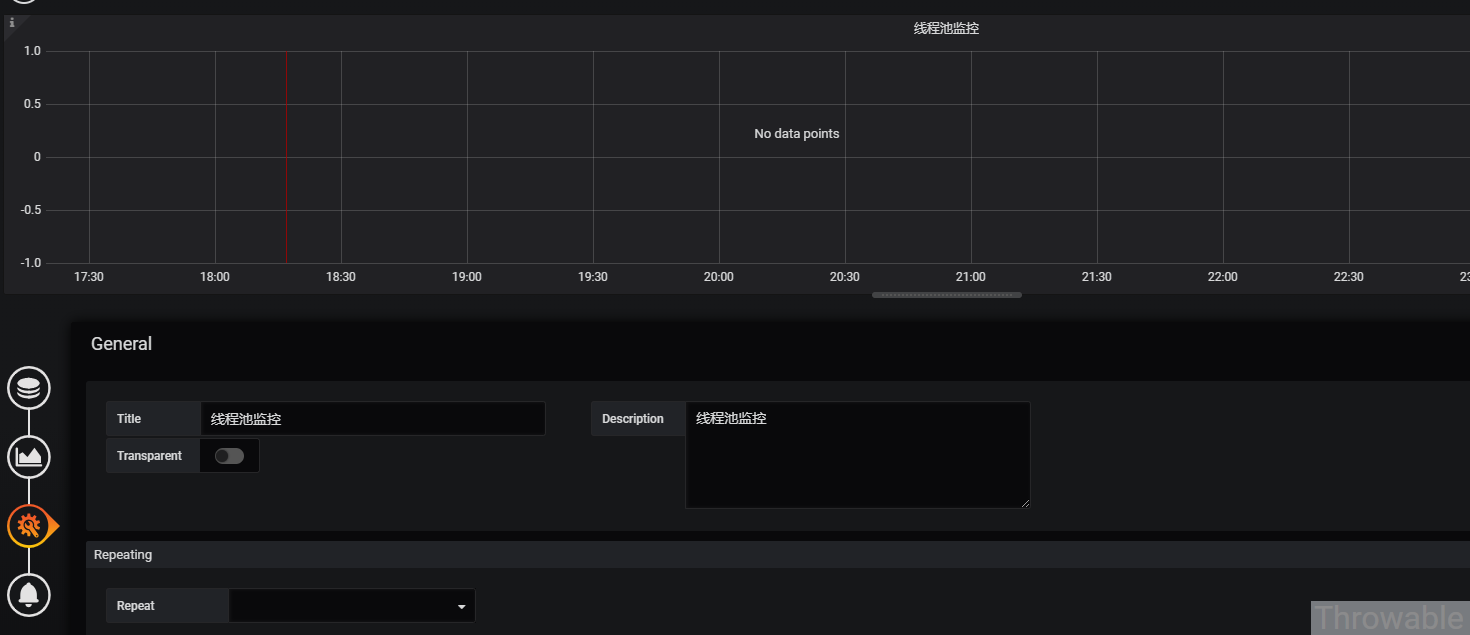 i
线程池监控
1.0
0.5
No data points
0
-0.5
-1.0
17:30 18:00 18:30 19:00 19:30 20:00 20:30 21:00 21:30 22:00 22:30
General
Title 线程池监控 Description 线程池监控
Transparent
Repeating
Repeat
Throwable